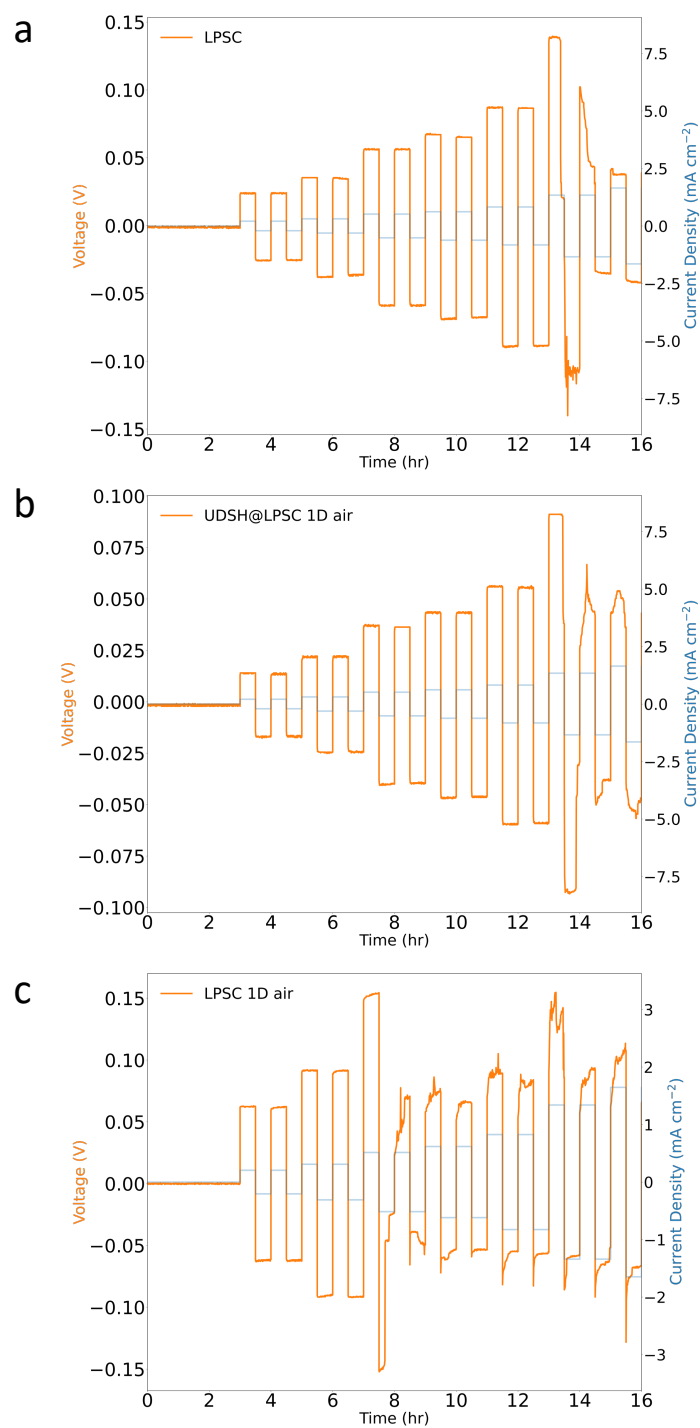 a
LPSC
0.15
0.10
0.05
0.00
−0.05
−0.10
−0.15
Voltage (V)
7.5
5.0
2.5
0.0
−2.5
−5.0
−7.5
Current Density (mA cm⁻²)
0 2 4 6 8 10 12 14 16
Time (hr)
b
UDSH@LPSC 1D air
0.100
0.075
0.050
0.025
0.000
−0.025
−0.050
−0.075
−0.100
Voltage (V)
7.5
5.0
2.5
0.0
−2.5
−5.0
−7.5
Current Density (mA cm⁻²)
0 2 4 6 8 10 12 14 16
Time (hr)
c
LPSC 1D air
0.15
0.10
0.05
0.00
−0.05
−0.10
−0.15
Voltage (V)
3
2
1
0
−1
−2
−3
Current Density (mA cm⁻²)
0 2 4 6 8 10 12 14 16
Time (hr)